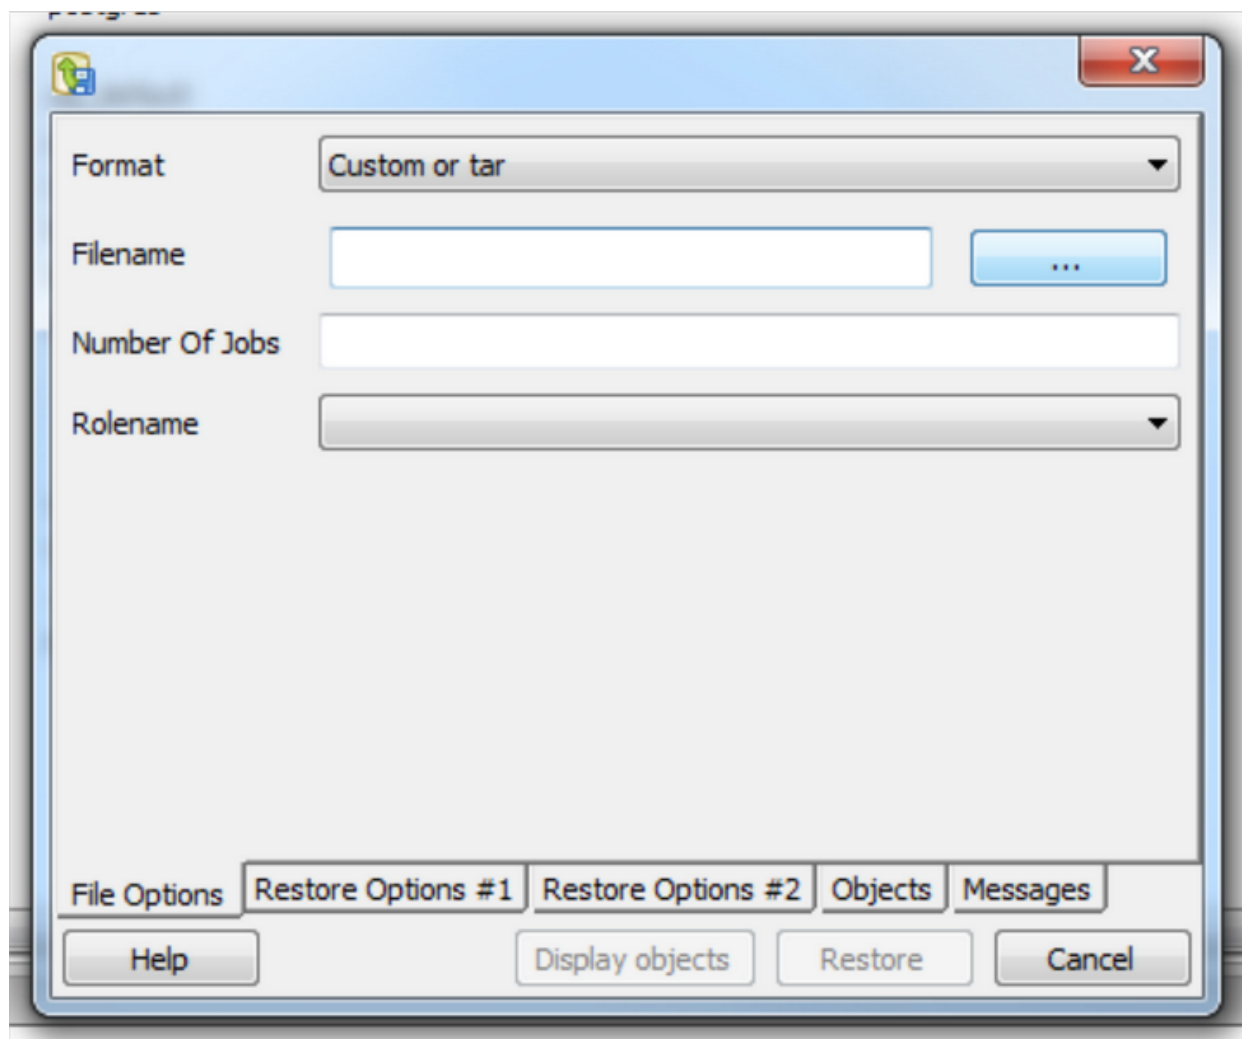 Format
Custom or tar
Filename
...
Number Of Jobs
Rolename
File Options
Restore Options #1
Restore Options #2
Objects
Messages
Help
Display objects
Restore
Cancel